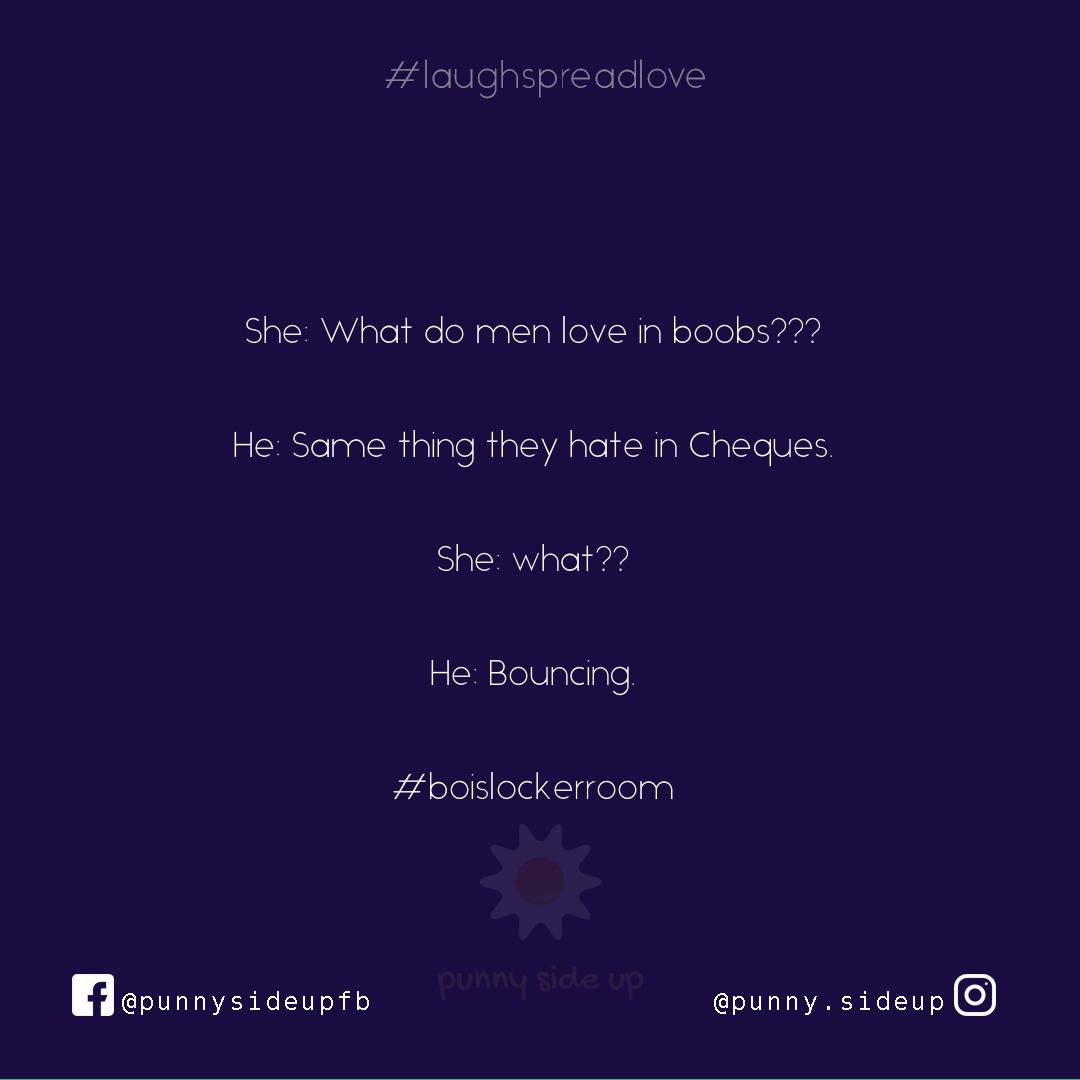 #laughspreadlove
She: What do men love in boobs???
He: Same thing they hate in Cheques.
She: what??
He: Bouncing.
#boislockerroom
punny side up
@punnysideupfb
@punny.sideup